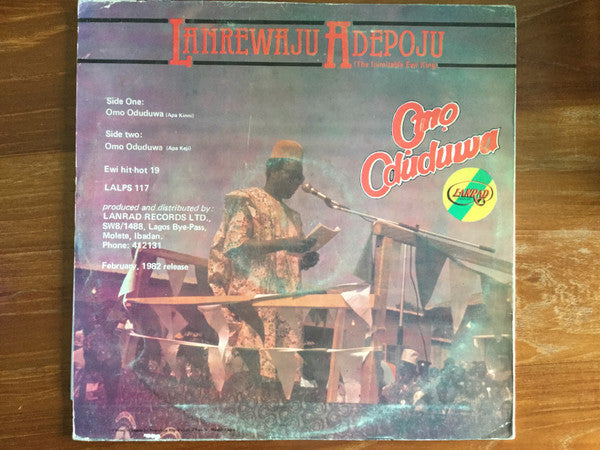 LANREWAJU ADEPOJU
(The Inimitable Ewi King)
Side One:
Omo Oduduwa (Apa Kinni)
Side two:
Omo Oduduwa (Apa Keji)
Ewi hit-hot 19
LALPS 117
produced and distributed by:
LANRAD RECORDS LTD.,
SW8/1488, Lagos Bye-Pass,
Molete, Ibadan.
Phone: 412131
February, 1982 release
Ọmọ
Oduduwa
LANRAD